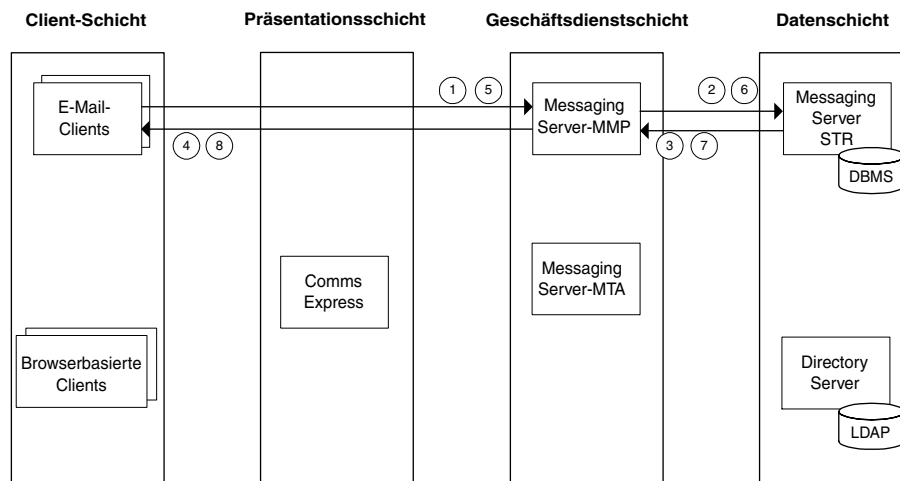 Client-Schicht
Präsentationsschicht
Geschäftsdienstschicht
Datenschicht
E-Mail-
Clients
1
5
Messaging
Server-MMP
2
6
Messaging
Server
STR
DBMS
4
8
3
7
Comms
Express
Messaging
Server-MTA
Browserbasierte
Clients
Directory
Server
LDAP